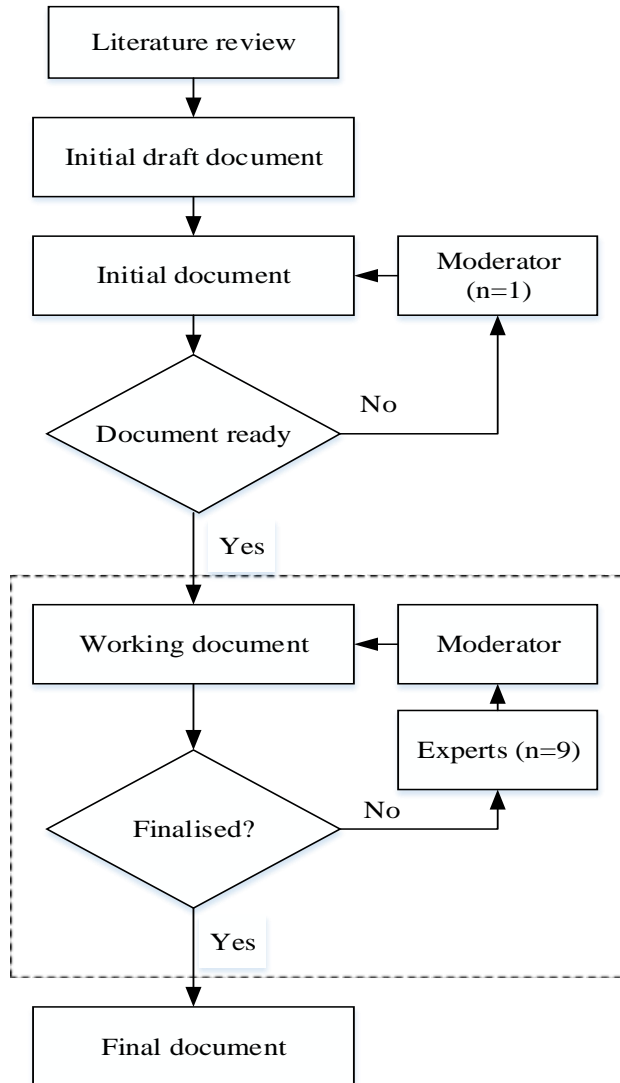 Literature review
Initial draft document
Initial document
Moderator
(n=1)
No
Document ready
Yes
Working document
Moderator
Experts (n=9)
No
Finalised?
Yes
Final document